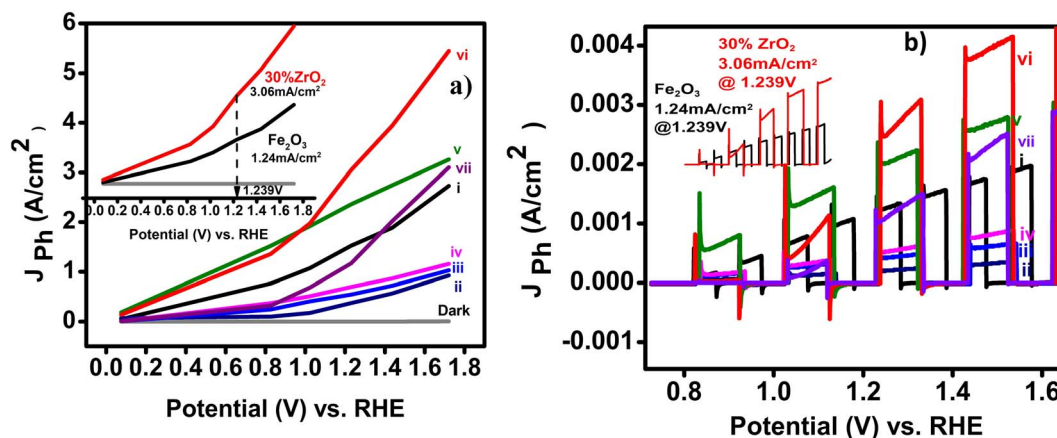 a)
J Ph (A/cm²)
6
5
4
3
2
1
0
0.0 0.2 0.4 0.6 0.8 1.0 1.2 1.4 1.6 1.8
Potential (V) vs. RHE
vi
v
vii
i
iv
iii
ii
Dark
30%ZrO₂
3.06mA/cm²
Fe₂O₃
1.24mA/cm²
1.239V
0.0 0.2 0.4 0.6 0.8 1.0 1.2 1.4 1.6 1.8
Potential (V) vs. RHE
b)
J Ph (A/cm²)
0.004
0.003
0.002
0.001
0.000
-0.001
0.8 1.0 1.2 1.4 1.6
Potential (V) vs. RHE
30% ZrO₂
3.06mA/cm²
@ 1.239V
Fe₂O₃
1.24mA/cm²
@1.239V
vi
v
vii
i
iv
ii